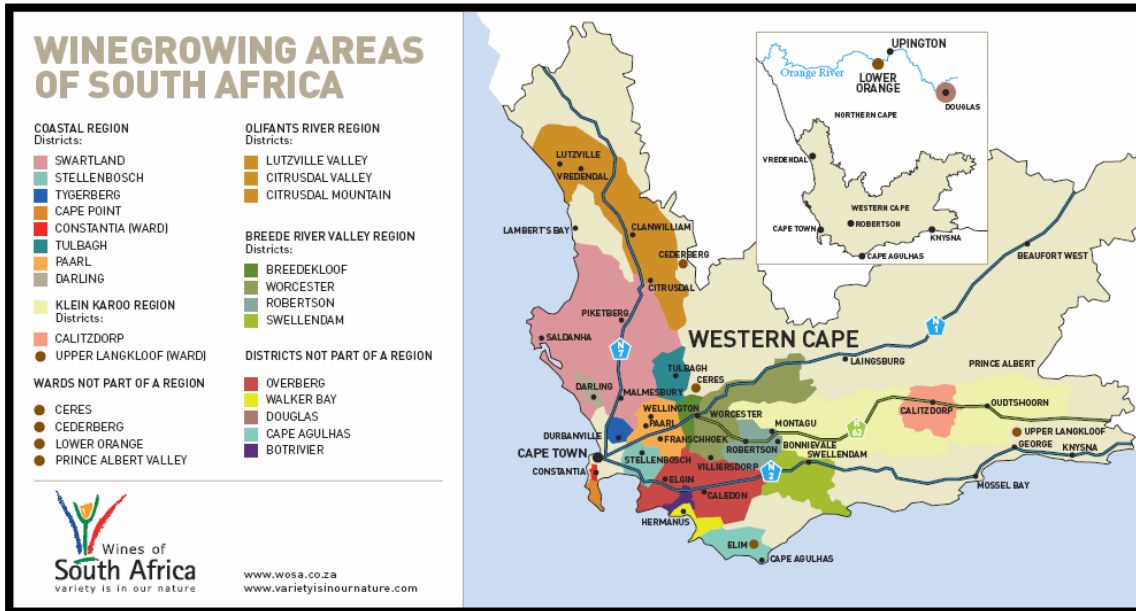 WINEGROWING AREAS
OF SOUTH AFRICA
COASTAL REGION
Districts:
SWARTLAND
STELLENBOSCH
TYGERBERG
CAPE POINT
CONSTANTIA (WARD)
TULBAGH
PAARL
DARLING
KLEIN KAROO REGION
Districts:
CALITZDORP
UPPER LANGKLOOF (WARD)
WARDS NOT PART OF A REGION
CERES
CEDERBERG
LOWER ORANGE
PRINCE ALBERT VALLEY
OLIFANTS RIVER REGION
Districts:
LUTZVILLE VALLEY
CITRUSDAL VALLEY
CITRUSDAL MOUNTAIN
BREEDE RIVER VALLEY REGION
Districts:
BREEDEKLOOF
WORCESTER
ROBERTSON
SWELLENDAM
DISTRICTS NOT PART OF A REGION
OVERBERG
WALKER BAY
DOUGLAS
CAPE AGULHAS
BOTRIVIER
Wines of
South Africa
variety is in our nature
www.wosa.co.za
www.varietyisinournature.com
UPINGTON
Orange River
LOWER
ORANGE
DOUGLAS
NORTHERN CAPE
VREDENDAL
WESTERN CAPE
ROBERTSON
CAPE TOWN
KNYSNA
CAPE AGULHAS
LUTZVILLE
VREDENDAL
LAMBERT'S BAY
CLANWILLIAM
CEDERBERG
CITRUSDAL
BEAUFORT WEST
PIKETBERG
SALDANHA
N
7
WESTERN CAPE
N
1
LAINGSBURG
PRINCE ALBERT
TULBAGH
CERES
DARLING
MALMESBURY
WELLINGTON
PAARL
WORCESTER
MONTAGU
R
62
CALITZDORP
OUDTSHOORN
DURBANVILLE
FRANSCHHOEK
ROBERTSON
BONNIEVALE
UPPER LANGKLOOF
CAPE TOWN
STELLENBOSCH
VILLIERSDORP
N
2
SWELLENDAM
GEORGE
KNYSNA
CONSTANTIA
ELGIN
CALEDON
MOSSEL BAY
HERMANUS
ELIM
CAPE AGULHAS